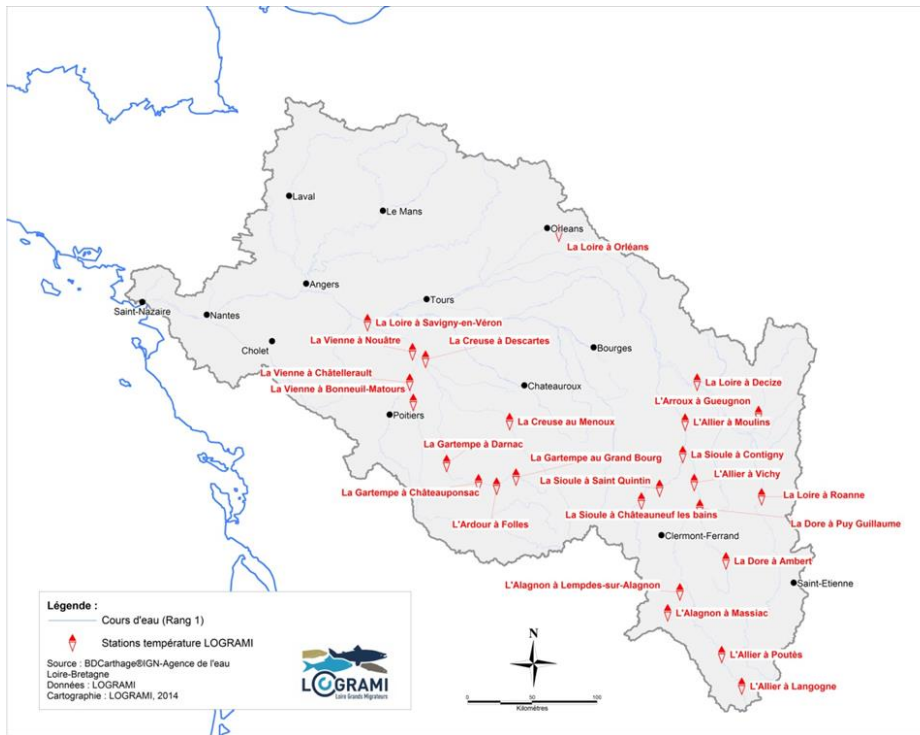 Laval
Le Mans
Orleans
La Loire à Orléans
Angers
Tours
Saint-Nazaire
Nantes
La Loire à Savigny-en-Véron
Cholet
La Vienne à Nouâtre
La Creuse à Descartes
Bourges
La Vienne à Châtellerault
La Vienne à Bonneuil-Matours
Chateauroux
La Loire à Decize
L'Arroux à Gueugnon
Poitiers
La Creuse au Menoux
L'Allier à Moulins
La Gartempe à Darnac
La Gartempe au Grand Bourg
La Sioule à Contigny
La Gartempe à Châteauponsac
La Sioule à Saint Quintin
L'Allier à Vichy
La Loire à Roanne
L'Ardour à Folles
La Sioule à Châteauneuf les bains
La Dore à Puy Guillaume
Clermont-Ferrand
La Dore à Ambert
Saint-Etienne
L'Alagnon à Lempdes-sur-Alagnon
L'Alagnon à Massiac
L'Allier à Poutès
L'Allier à Langogne
Légende :
Cours d'eau (Rang 1)
Stations température LOGRAMI
Source : BDCarthage®IGN-Agence de l'eau
Loire-Bretagne
Données : LOGRAMI
Cartographie : LOGRAMI, 2014
LOGRAMI
Loire Grands Migrateurs
N
0 50 100
Kilomètres